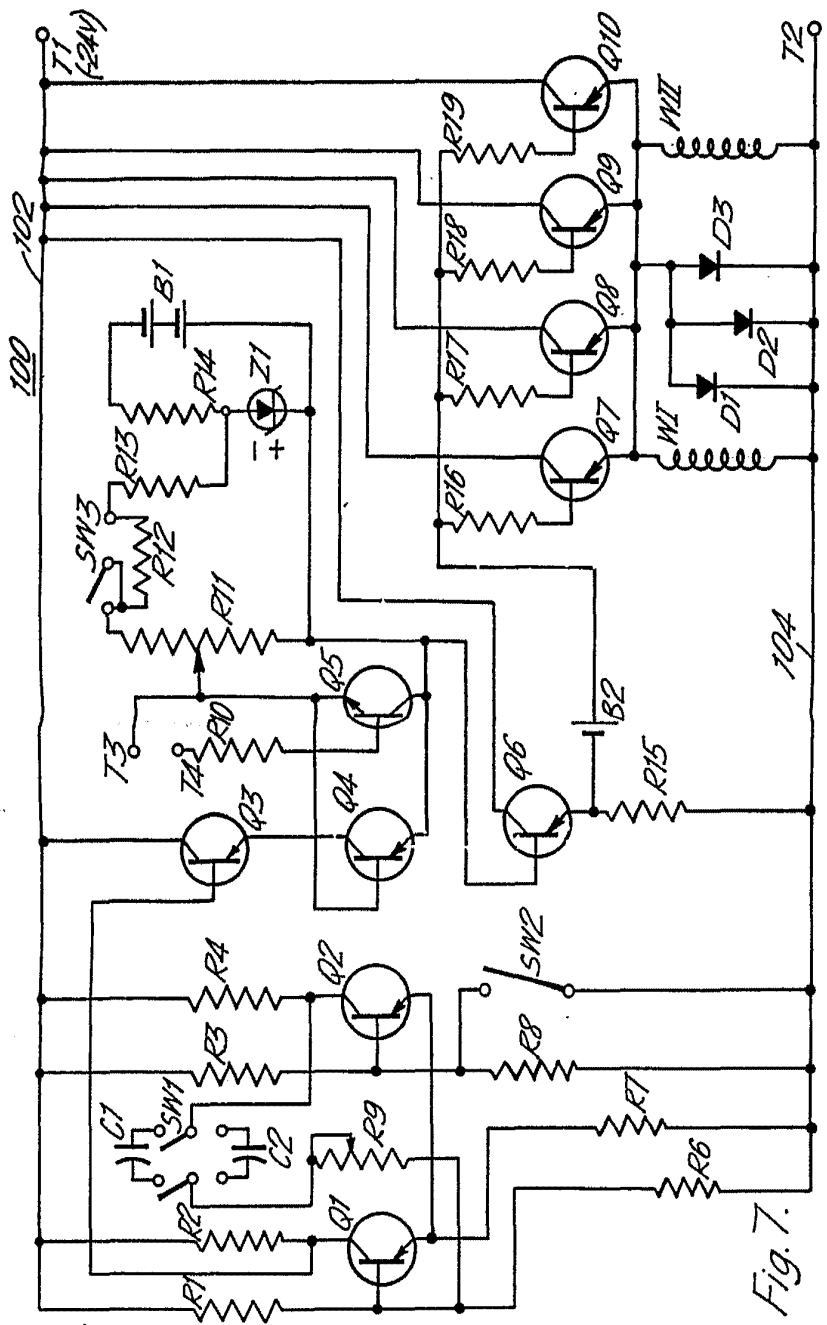 100
102
T1
(-24V)
C1
SW1
C2
R1
R2
R3
R4
Q1
Q2
R9
R6
R7
R8
SW2
Q3
Q4
Q5
T3
T4
R10
R11
SW3
R12
R13
R14
B1
Z1
- +
Q6
B2
R15
R16
R17
R18
R19
Q7
Q8
Q9
Q10
WI
WII
D1
D2
D3
104
T2
Fig. 7.